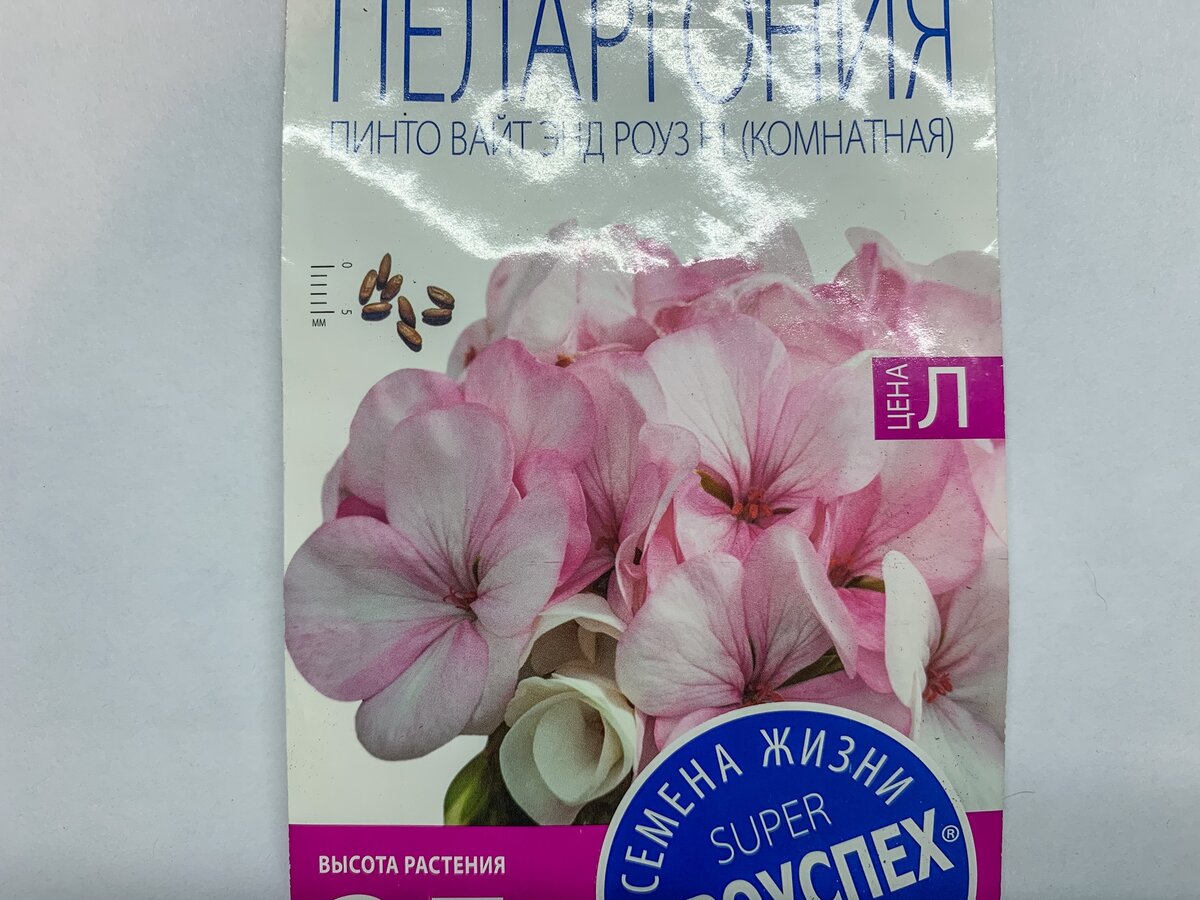 ПЕЛАРГОНИЯ
ПИНТО ВАЙТ ЭНД РОУЗ F1 (КОМНАТНАЯ)
0
5
ММ
ЦЕНА Л
СЕМЕНА ЖИЗНИ
SUPER
ВЫСОТА РАСТЕНИЯ